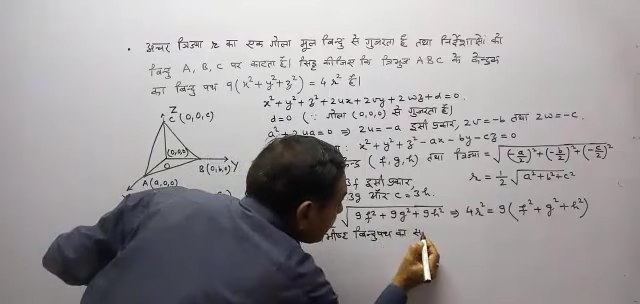 • अचर त्रिज्या r का एक गोला मूल बिन्दु से गुजरता है तथा निर्देशाक्षों को
बिन्दु A, B, C पर काटता है। सिद्ध कीजिए कि त्रिभुज ABC के केन्द्रक
का बिन्दु पथ 9(x²+y²+z²) = 4r² है।
x²+y²+z²+2ux+2vy+2wz+d=0.
d=0 (∵ गोला (0,0,0) से गुजरता है।)
a²+2ua=0 ⇒ 2u=-a इसी प्रकार, 2v=-b तथा 2w=-c.
: x²+y²+z²-ax-by-cz=0
(f,g,h) तथा त्रिज्या = √(-a/2)²+(-b/2)²+(-c/2)²
r = 1/2 √a²+b²+c²
3f इसी प्रकार,
3g और c=3h.
√9f²+9g²+9h² ⇒ 4r²=9(f²+g²+h²)
बिन्दुपथ का
Z
C (0,0,c)
(0,0,0)
O
Y
B(0,b,0)
A(a,0,0)